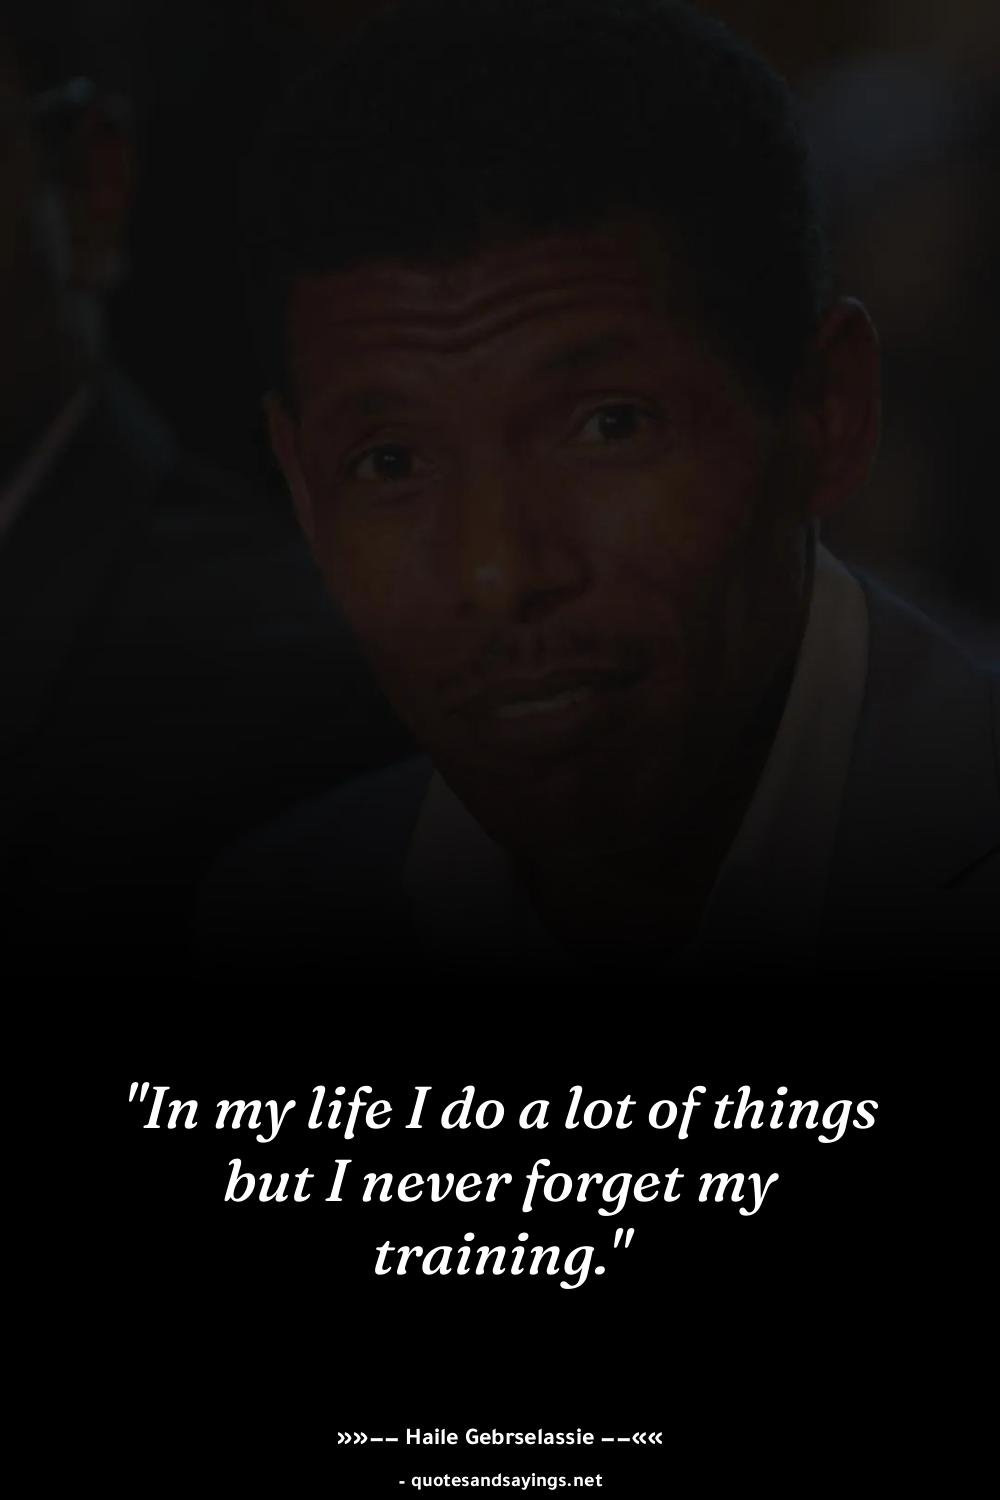 "In my life I do a lot of things
but I never forget my
training."
»»−− Haile Gebrselassie −−««
- quotesandsayings.net